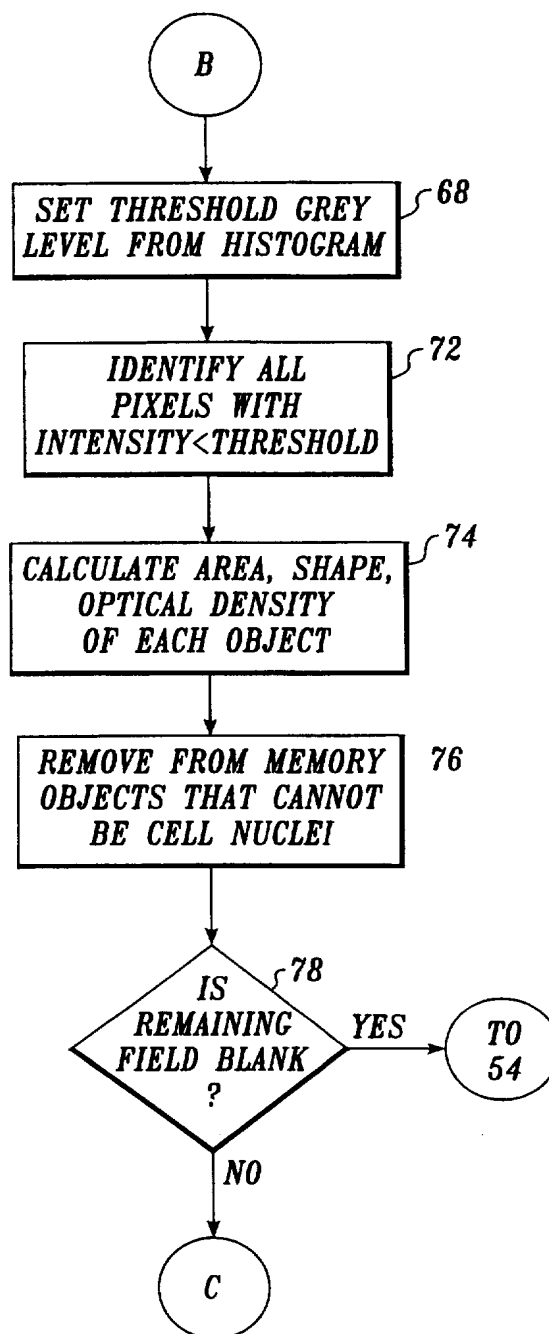 B
SET THRESHOLD GREY
LEVEL FROM HISTOGRAM
68
IDENTIFY ALL
PIXELS WITH
INTENSITY<THRESHOLD
72
CALCULATE AREA, SHAPE,
OPTICAL DENSITY
OF EACH OBJECT
74
REMOVE FROM MEMORY
OBJECTS THAT CANNOT
BE CELL NUCLEI
76
IS
REMAINING
FIELD BLANK
?
78
YES
TO
54
NO
C